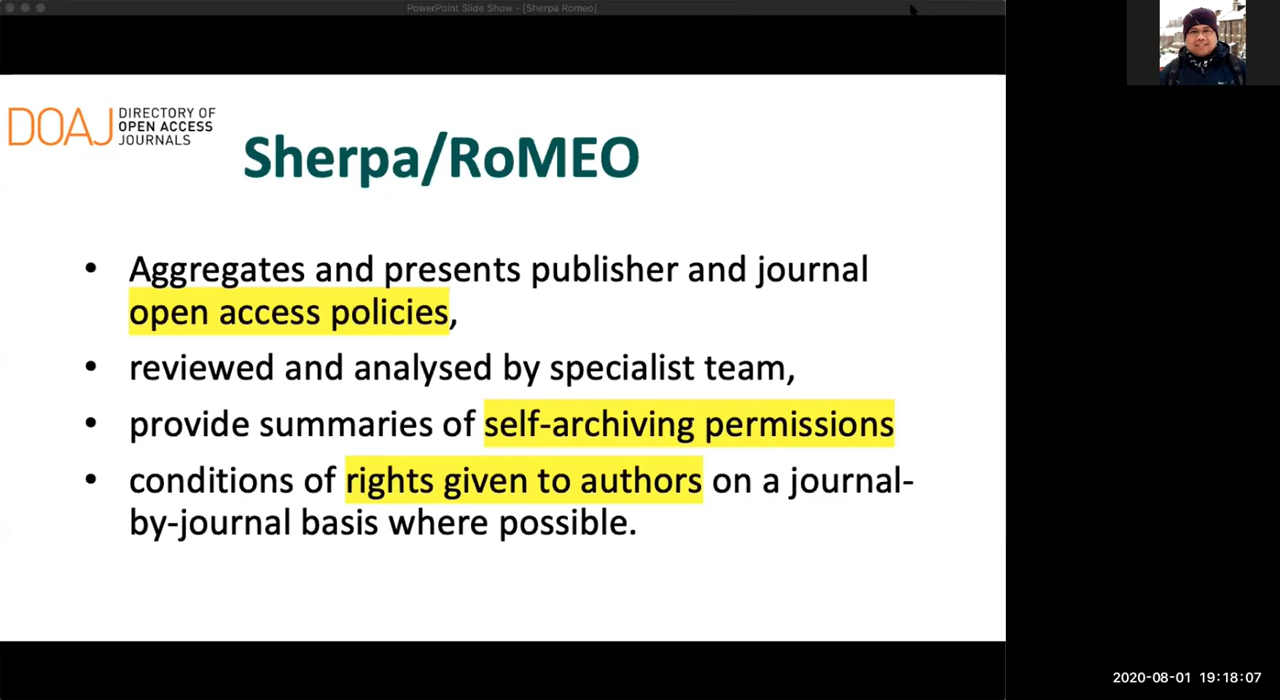 PowerPoint Slide Show - [Sherpa Romeo]
DOAJ
DIRECTORY OF
OPEN ACCESS
JOURNALS
Sherpa/RoMEO
• Aggregates and presents publisher and journal
open access policies,
• reviewed and analysed by specialist team,
• provide summaries of self-archiving permissions
• conditions of rights given to authors on a journal-
by-journal basis where possible.
2020-08-01 19:18:07